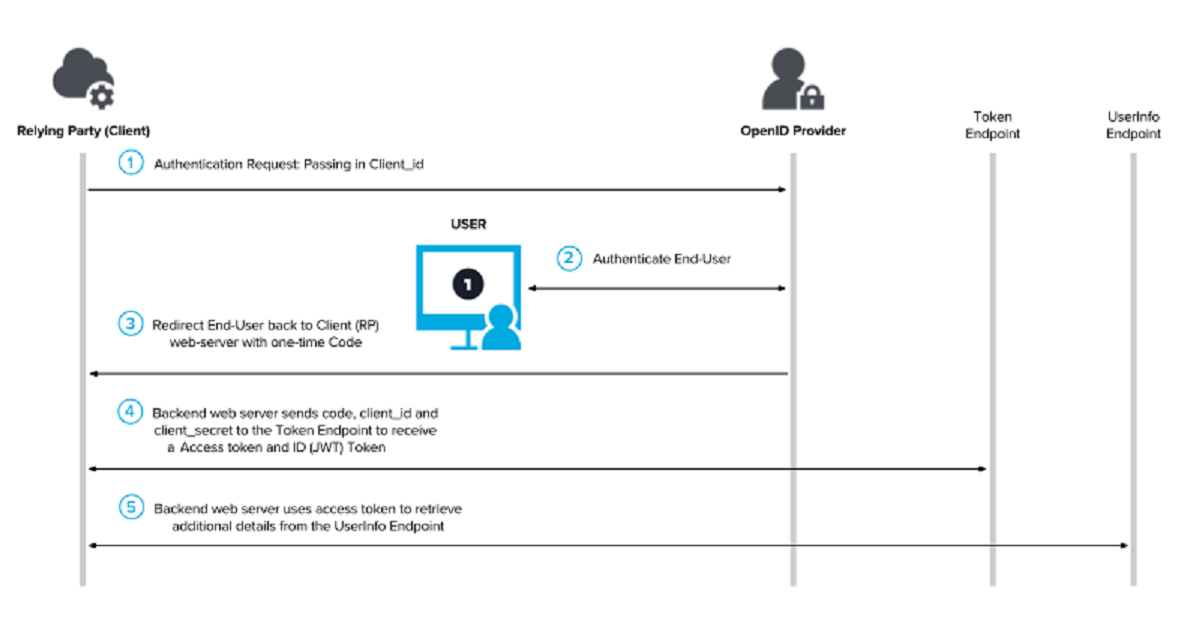 Relying Party (Client)
OpenID Provider
Token
Endpoint
UserInfo
Endpoint
1 Authentication Request: Passing in Client_id
USER
1
2 Authenticate End-User
3 Redirect End-User back to Client (RP)
web-server with one-time Code
4 Backend web server sends code, client_id and
client_secret to the Token Endpoint to receive
a Access token and ID (JWT) Token
5 Backend web server uses access token to retrieve
additional details from the UserInfo Endpoint